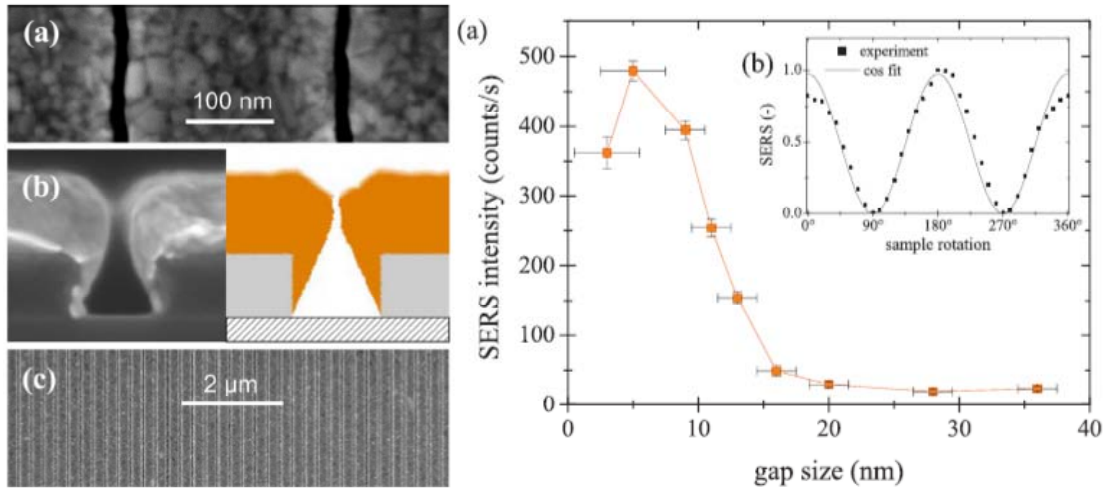 (a)
100 nm
(b)
(c)
2 µm
(a)
SERS intensity (counts/s)
500
400
300
200
100
0
0 10 20 30 40
gap size (nm)
(b)
experiment
cos fit
SERS (-)
1.0
0.5
0.0
0° 90° 180° 270° 360°
sample rotation